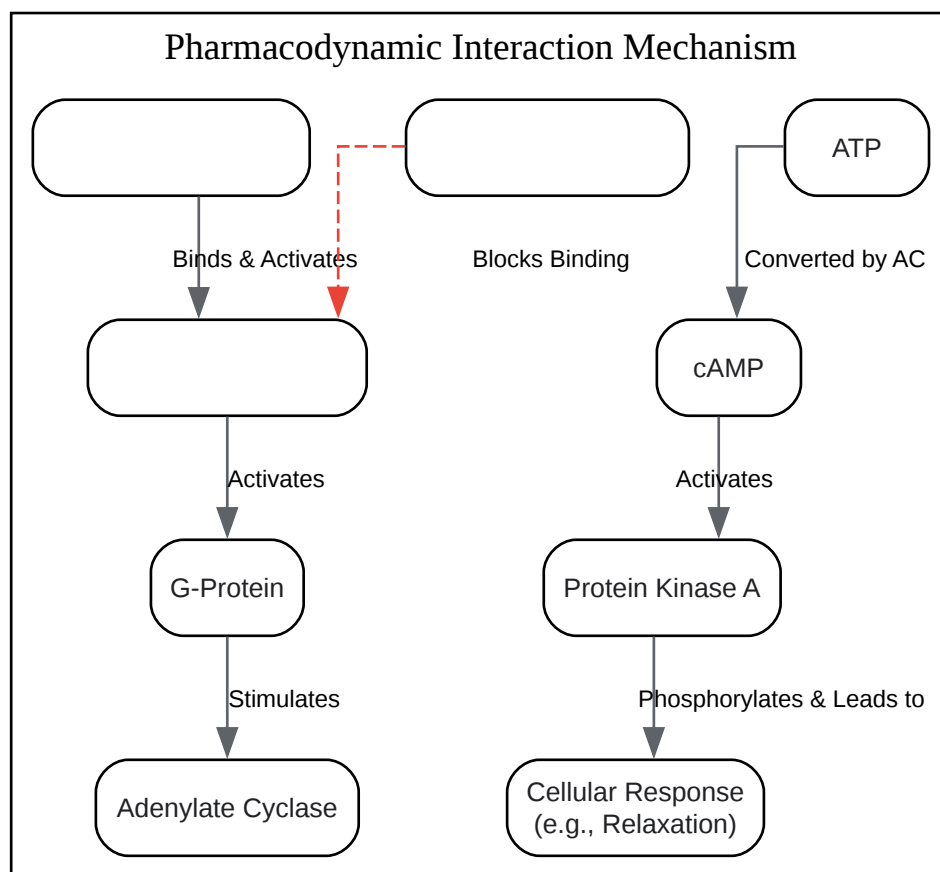 Pharmacodynamic Interaction Mechanism
ATP
Binds & Activates
Blocks Binding
Converted by AC
cAMP
Activates
Activates
G-Protein
Protein Kinase A
Stimulates
Phosphorylates & Leads to
Adenylate Cyclase
Cellular Response
(e.g., Relaxation)